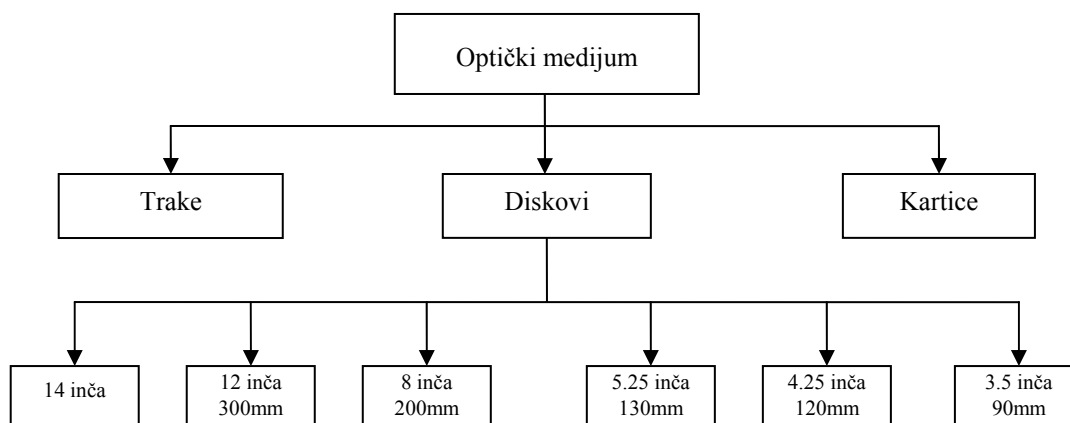 Optički medijum
Trake
Diskovi
Kartice
14 inča
12 inča
300mm
8 inča
200mm
5.25 inča
130mm
4.25 inča
120mm
3.5 inča
90mm